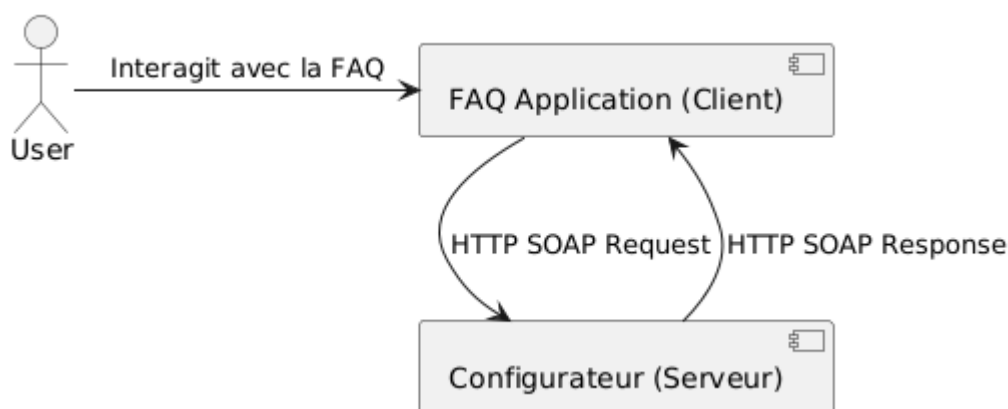 Interagit avec la FAQ
FAQ Application (Client)
User
HTTP SOAP Request
HTTP SOAP Response
Configurateur (Serveur)